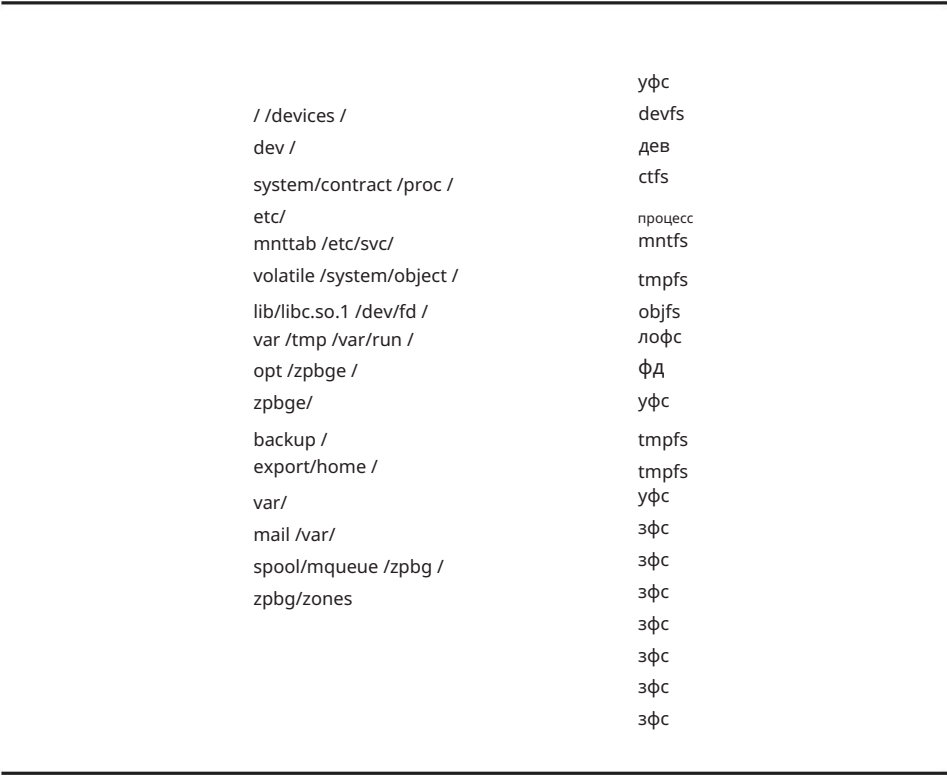 уфс
/ /devices /
devfs
dev /
дев
system/contract /proc /
ctfs
etc/
процесс
mnttab /etc/svc/
mntfs
volatile /system/object /
tmpfs
lib/libc.so.1 /dev/fd /
objfs
var /tmp /var/run /
лофс
opt /zpbge /
фд
zpbge/
уфс
backup /
tmpfs
export/home /
tmpfs
var/
уфс
mail /var/
зфс
spool/mqueue /zpbg /
зфс
zpbg/zones
зфс
зфс
зфс
зфс
зфс